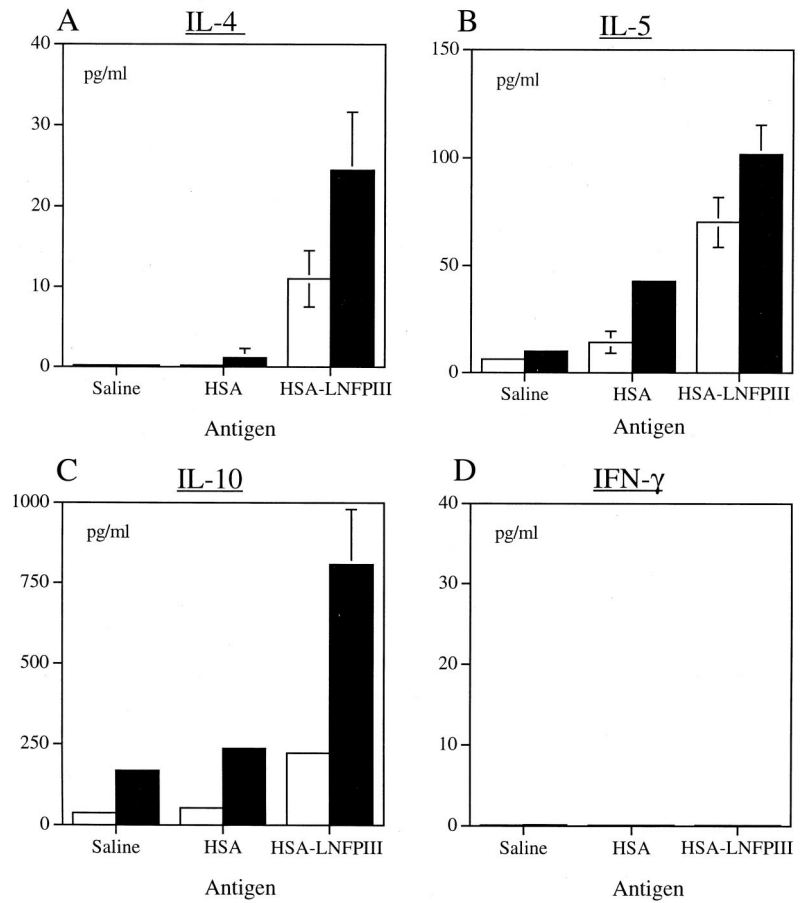 A
IL-4
40
30
20
10
0
pg/ml
Saline HSA HSA-LNFPIII
Antigen
B
IL-5
150
100
50
0
pg/ml
Saline HSA HSA-LNFPIII
Antigen
C
IL-10
1000
750
500
250
0
pg/ml
Saline HSA HSA-LNFPIII
Antigen
D
IFN-γ
40
30
20
10
0
pg/ml
Saline HSA HSA-LNFPIII
Antigen